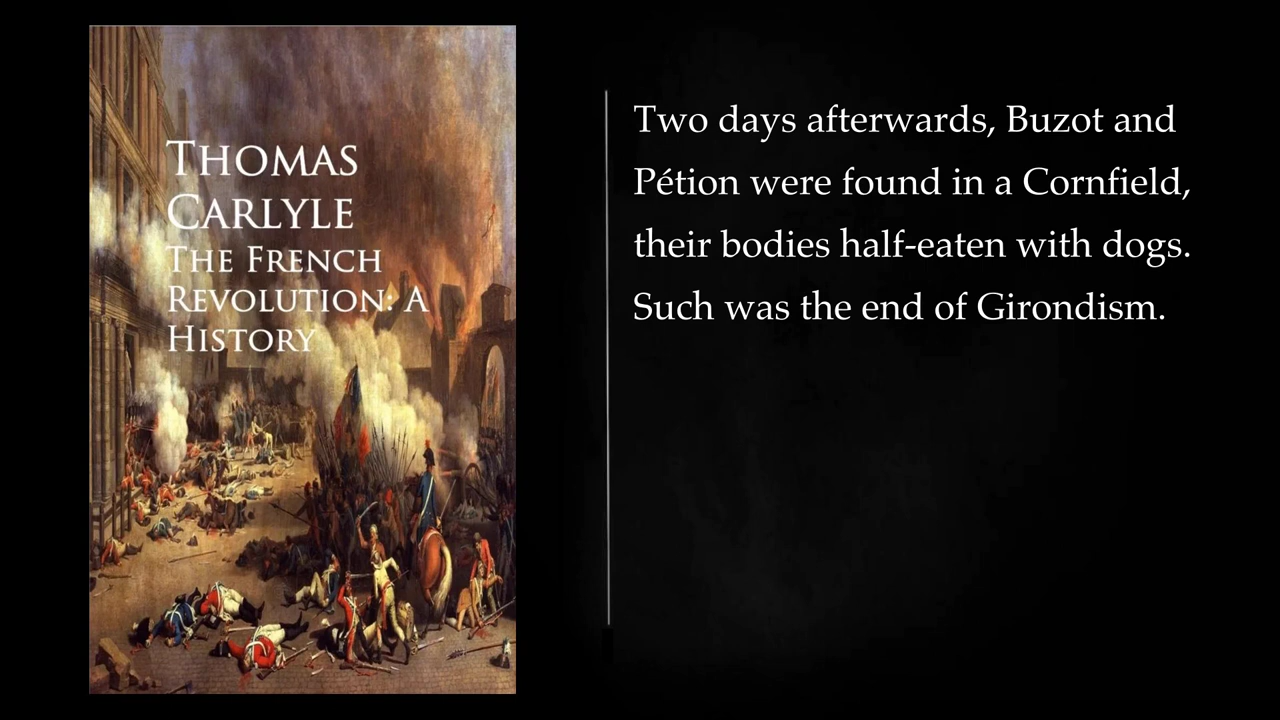 THOMAS
CARLYLE
THE FRENCH
REVOLUTION: A
HISTORY
Two days afterwards, Buzot and
Pétion were found in a Cornfield,
their bodies half-eaten with dogs.
Such was the end of Girondism.